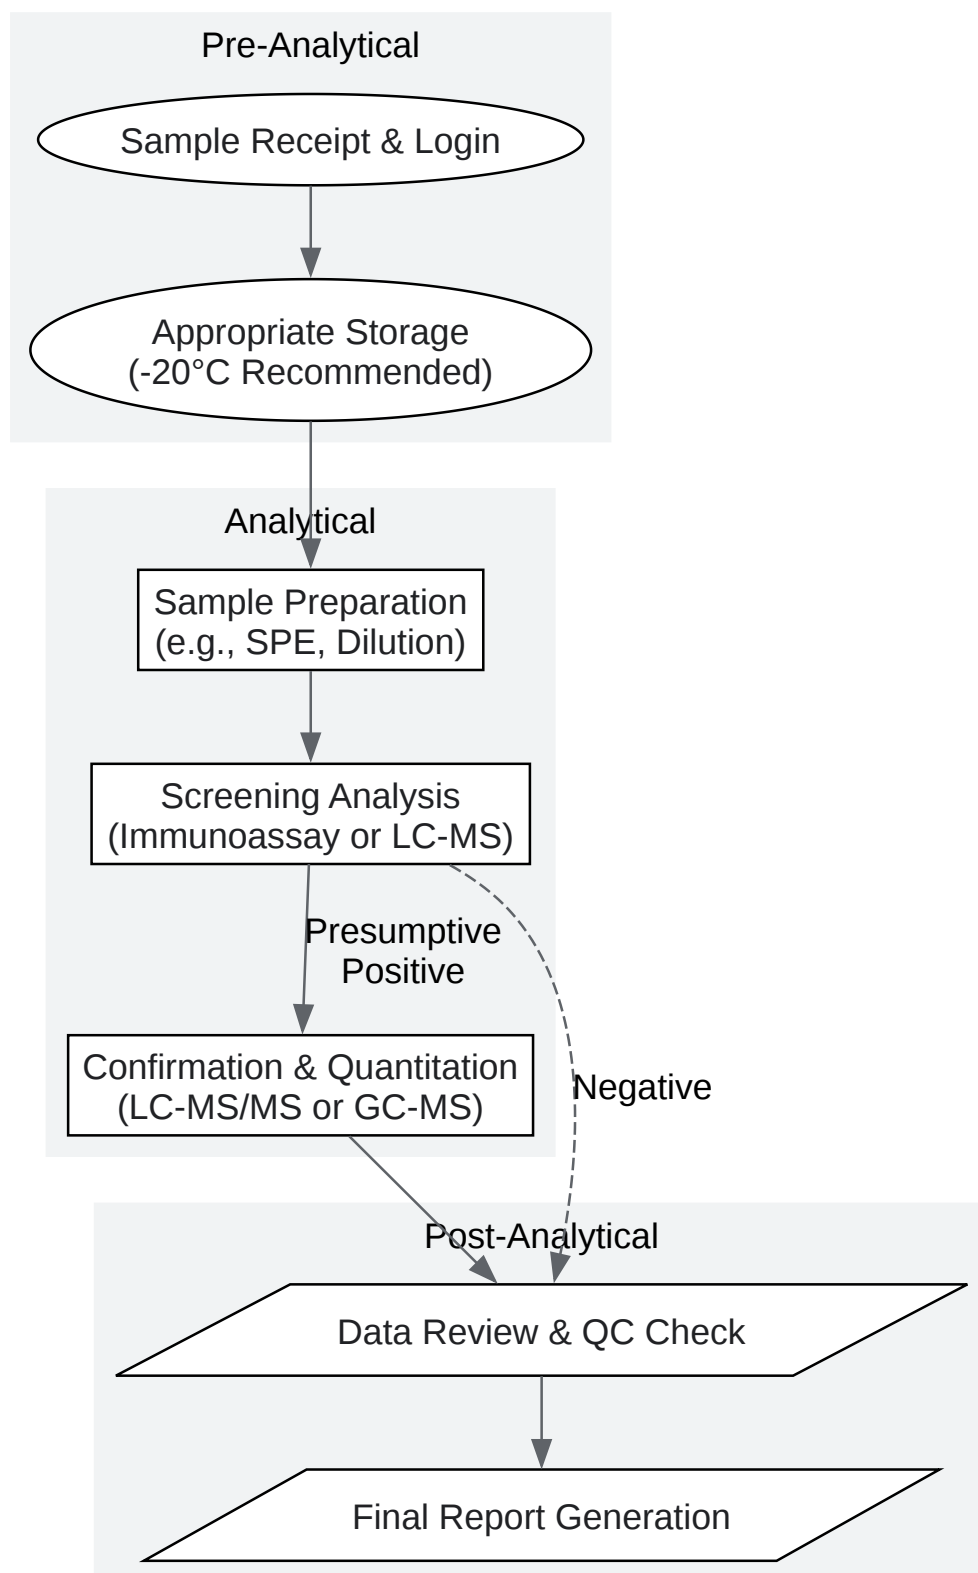 Pre-Analytical
Sample Receipt & Login
Appropriate Storage
(-20°C Recommended)
Analytical
Sample Preparation
(e.g., SPE, Dilution)
Screening Analysis
(Immunoassay or LC-MS)
Presumptive
Positive
Confirmation & Quantitation
(LC-MS/MS or GC-MS)
Negative
Post-Analytical
Data Review & QC Check
Final Report Generation